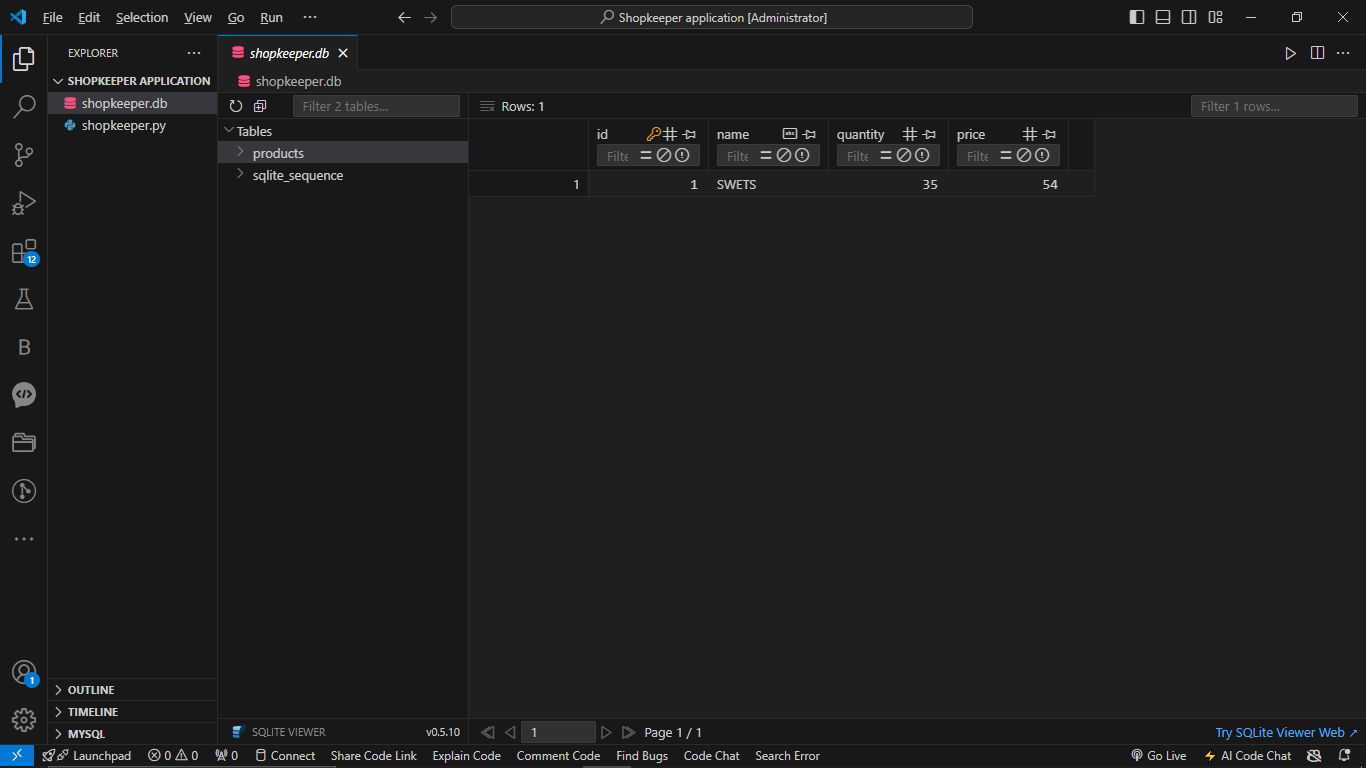 File Edit Selection View Go Run ··· Shopkeeper application [Administrator]
EXPLORER
shopkeeper.db
SHOPKEEPER APPLICATION
shopkeeper.db
shopkeeper.py
shopkeeper.db
Filter 2 tables...
Rows: 1
Filter 1 rows...
Tables
products
sqlite_sequence
id name quantity price
Filte Filte Filte Filte
1 1 SWETS 35 54
12
B
1
OUTLINE
TIMELINE
MYSQL
SQLITE VIEWER v0.5.10
1 Page 1 / 1
Try SQLite Viewer Web ↗
Launchpad 0 0 0 Connect Share Code Link Explain Code Comment Code Find Bugs Code Chat Search Error Go Live AI Code Chat